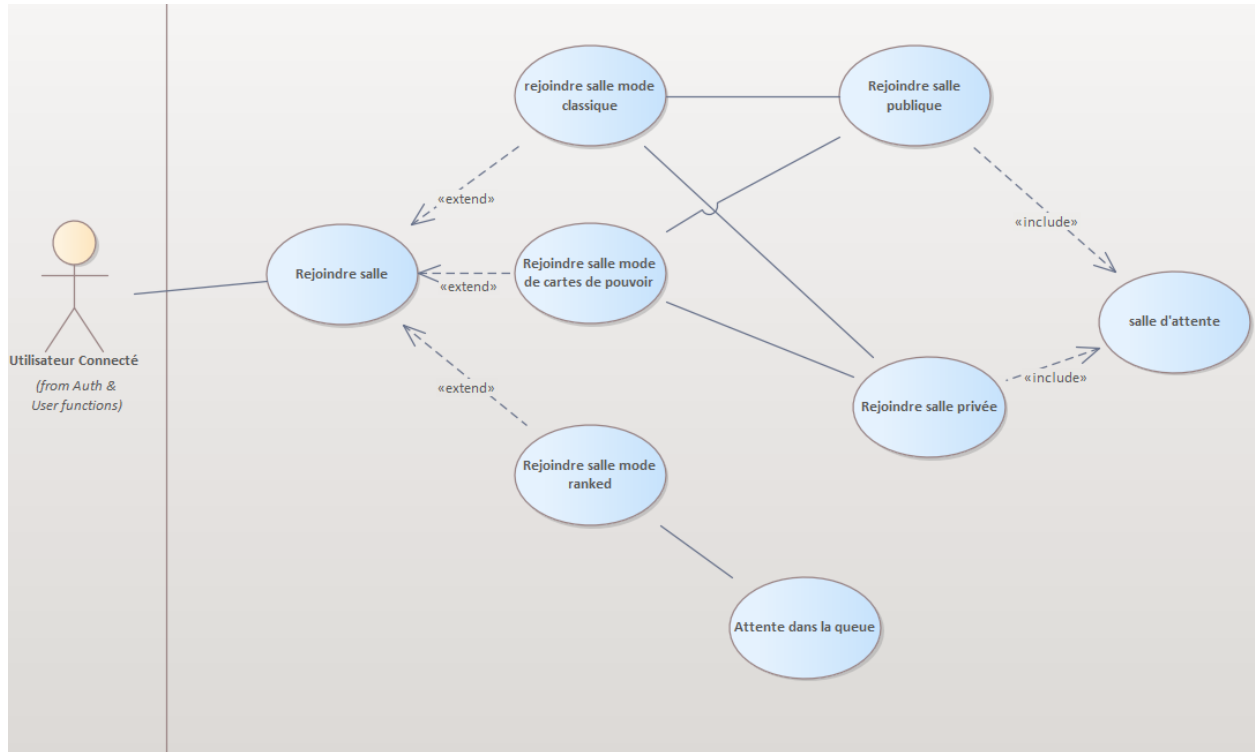 rejoindre salle mode
classique
Rejoindre salle
publique
«extend»
«include»
Rejoindre salle
Rejoindre salle mode
de cartes de pouvoir
«extend»
salle d'attente
Utilisateur Connecté
(from Auth &
User functions)
«extend»
«include»
Rejoindre salle privée
Rejoindre salle mode
ranked
Attente dans la queue